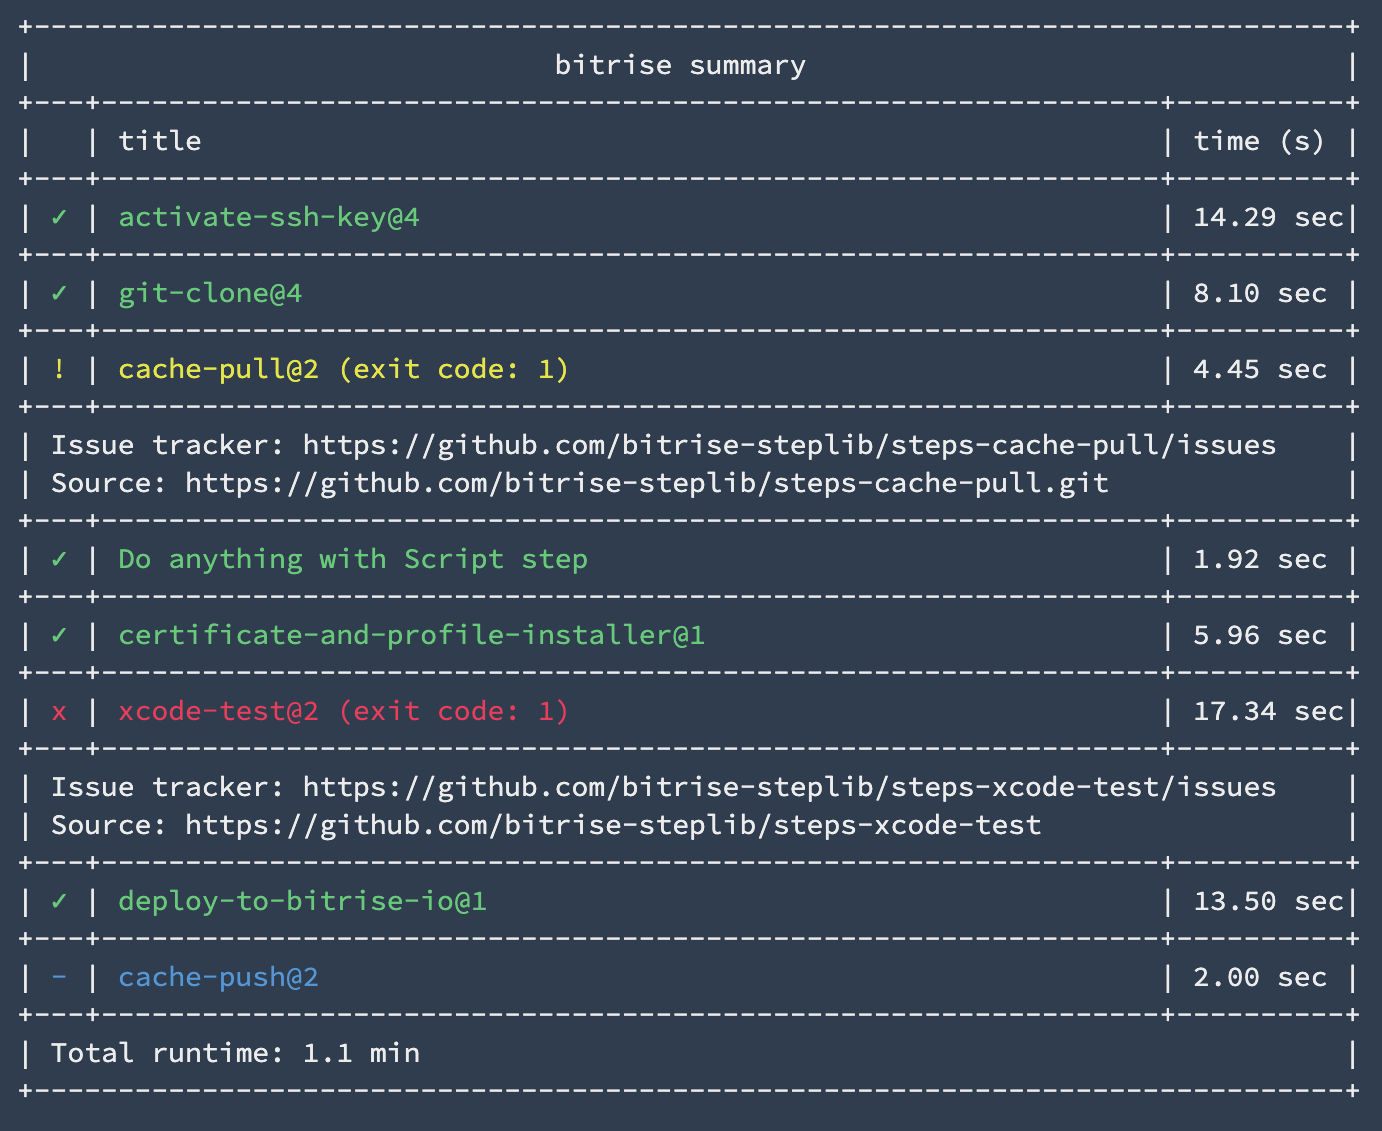 +------------------------------------------------------------------------------+
|                               bitrise summary                                |
+---+---------------------------------------------------------------+----------+
|   | title                                                         | time (s) |
+---+---------------------------------------------------------------+----------+
| ✓ | activate-ssh-key@4                                            | 14.29 sec|
+---+---------------------------------------------------------------+----------+
| ✓ | git-clone@4                                                   | 8.10 sec |
+---+---------------------------------------------------------------+----------+
| ! | cache-pull@2 (exit code: 1)                                   | 4.45 sec |
+---+---------------------------------------------------------------+----------+
| Issue tracker: https://github.com/bitrise-steplib/steps-cache-pull/issues    |
| Source: https://github.com/bitrise-steplib/steps-cache-pull.git              |
+---+---------------------------------------------------------------+----------+
| ✓ | Do anything with Script step                                  | 1.92 sec |
+---+---------------------------------------------------------------+----------+
| ✓ | certificate-and-profile-installer@1                           | 5.96 sec |
+---+---------------------------------------------------------------+----------+
| x | xcode-test@2 (exit code: 1)                                   | 17.34 sec|
+---+---------------------------------------------------------------+----------+
| Issue tracker: https://github.com/bitrise-steplib/steps-xcode-test/issues    |
| Source: https://github.com/bitrise-steplib/steps-xcode-test                  |
+---+---------------------------------------------------------------+----------+
| ✓ | deploy-to-bitrise-io@1                                        | 13.50 sec|
+---+---------------------------------------------------------------+----------+
| - | cache-push@2                                                  | 2.00 sec |
+---+---------------------------------------------------------------+----------+
| Total runtime: 1.1 min                                                       |
+------------------------------------------------------------------------------+